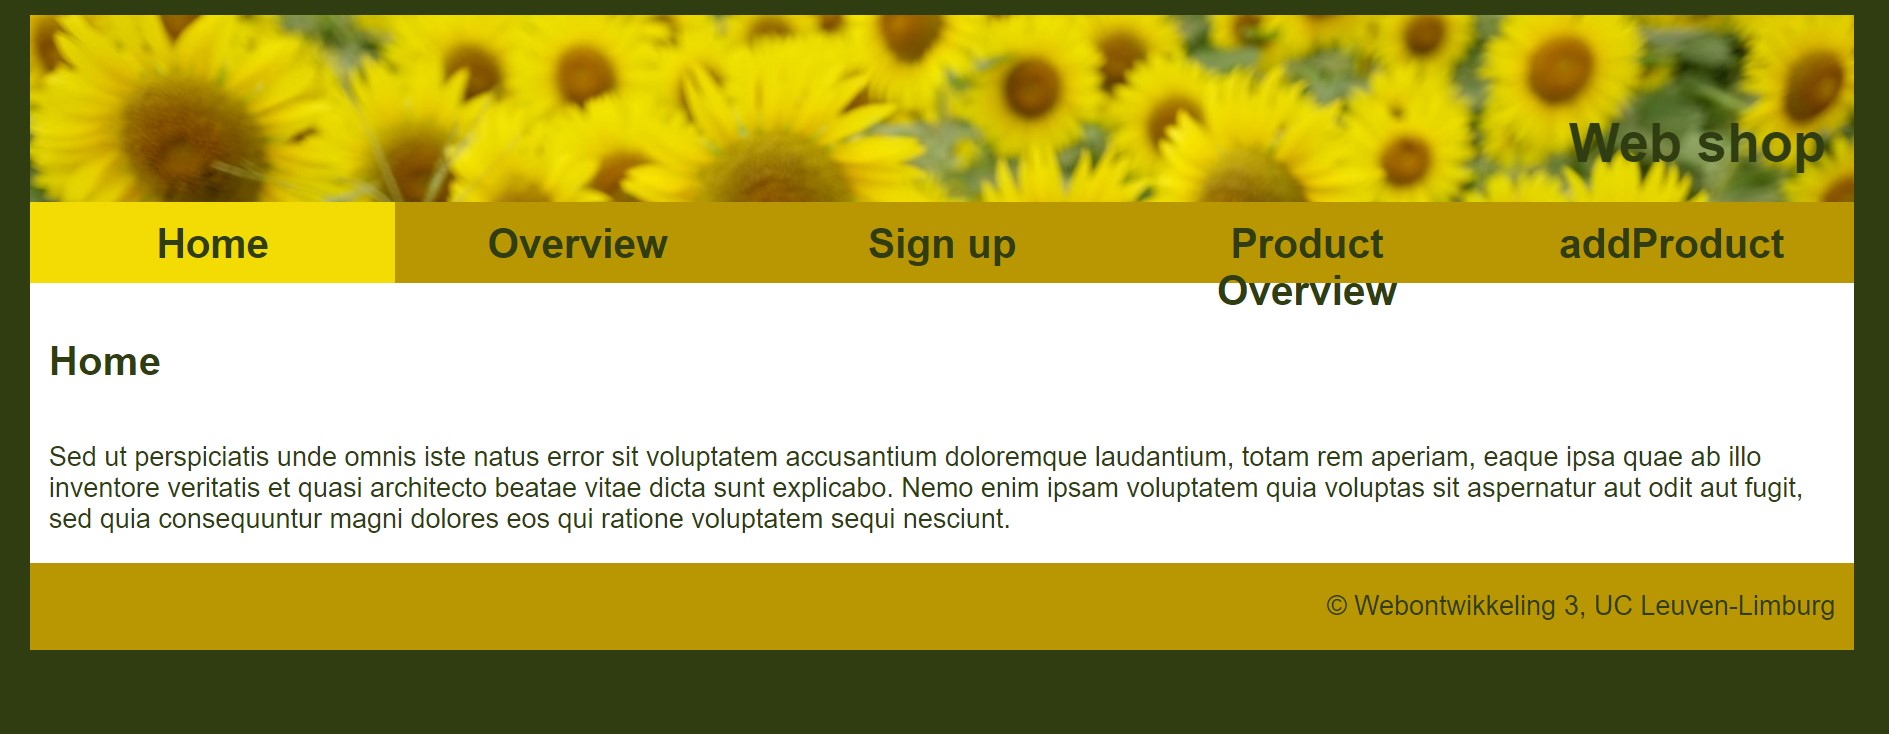 Web shop
Home
Overview
Sign up
Product
Overview
addProduct
Home
Sed ut perspiciatis unde omnis iste natus error sit voluptatem accusantium doloremque laudantium, totam rem aperiam, eaque ipsa quae ab illo
inventore veritatis et quasi architecto beatae vitae dicta sunt explicabo. Nemo enim ipsam voluptatem quia voluptas sit aspernatur aut odit aut fugit,
sed quia consequuntur magni dolores eos qui ratione voluptatem sequi nesciunt.
© Webontwikkeling 3, UC Leuven-Limburg